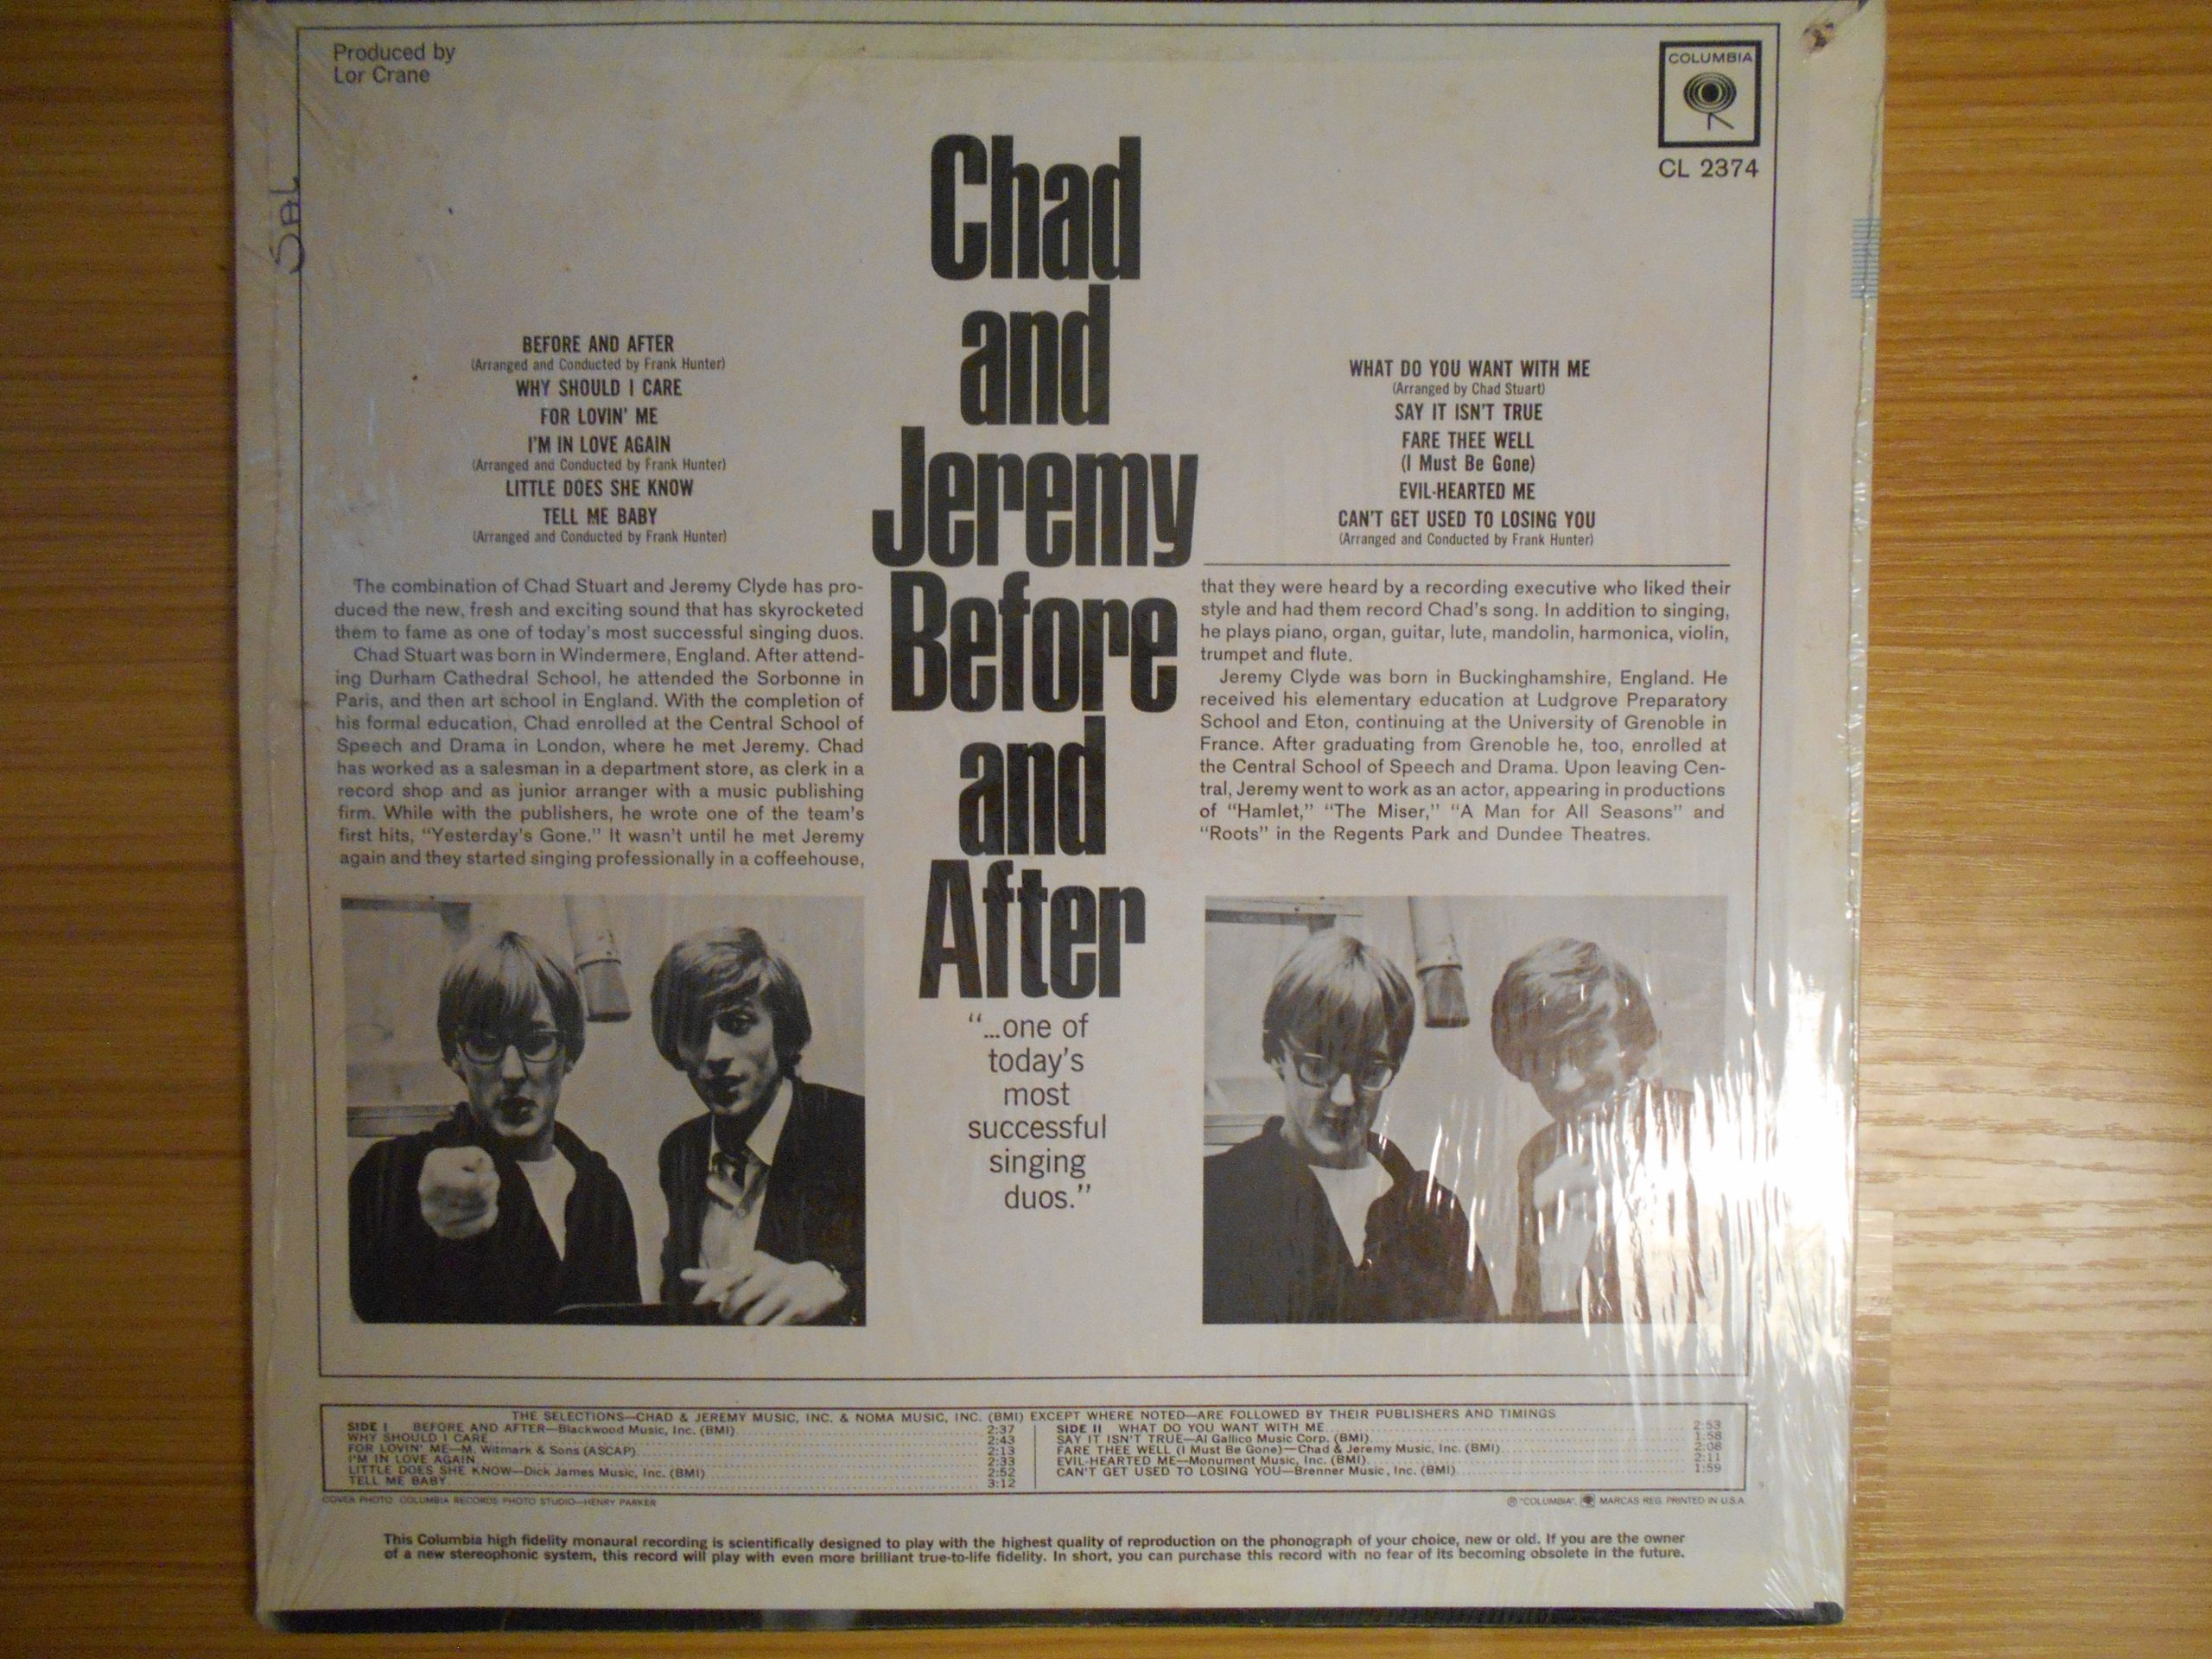 Produced by
Lor Crane
COLUMBIA
CL 2374
Chad
and
Jeremy
Before
and
After
BEFORE AND AFTER
(Arranged and Conducted by Frank Hunter)
WHY SHOULD I CARE
FOR LOVIN' ME
I'M IN LOVE AGAIN
(Arranged and Conducted by Frank Hunter)
LITTLE DOES SHE KNOW
TELL ME BABY
(Arranged and Conducted by Frank Hunter)
WHAT DO YOU WANT WITH ME
(Arranged by Chad Stuart)
SAY IT ISN'T TRUE
FARE THEE WELL
(I Must Be Gone)
EVIL-HEARTED ME
CAN'T GET USED TO LOSING YOU
(Arranged and Conducted by Frank Hunter)
The combination of Chad Stuart and Jeremy Clyde has pro-
duced the new, fresh and exciting sound that has skyrocketed
them to fame as one of today's most successful singing duos.
Chad Stuart was born in Windermere, England. After attend-
ing Durham Cathedral School, he attended the Sorbonne in
Paris, and then art school in England. With the completion of
his formal education, Chad enrolled at the Central School of
Speech and Drama in London, where he met Jeremy. Chad
has worked as a salesman in a department store, as clerk in a
record shop and as junior arranger with a music publishing
firm. While with the publishers, he wrote one of the team's
first hits, "Yesterday's Gone." It wasn't until he met Jeremy
again and they started singing professionally in a coffeehouse,
that they were heard by a recording executive who liked their
style and had them record Chad's song. In addition to singing,
he plays piano, organ, guitar, lute, mandolin, harmonica, violin,
trumpet and flute.
Jeremy Clyde was born in Buckinghamshire, England. He
received his elementary education at Ludgrove Preparatory
School and Eton, continuing at the University of Grenoble in
France. After graduating from Grenoble he, too, enrolled at
the Central School of Speech and Drama. Upon leaving Cen-
tral, Jeremy went to work as an actor, appearing in productions
of "Hamlet," "The Miser," "A Man for All Seasons" and
"Roots" in the Regents Park and Dundee Theatres.
"...one of
today's
most
successful
singing
duos."
THE SELECTIONS—CHAD & JEREMY MUSIC, INC. & NOMA MUSIC, INC. (BMI) EXCEPT WHERE NOTED—ARE FOLLOWED BY THEIR PUBLISHERS AND TIMINGS
SIDE I BEFORE AND AFTER—Blackwood Music, Inc. (BMI) 2:37
WHY SHOULD I CARE 2:43
FOR LOVIN' ME—M. Witmark & Sons (ASCAP) 2:13
I'M IN LOVE AGAIN 2:33
LITTLE DOES SHE KNOW—Dick James Music, Inc. (BMI) 2:52
TELL ME BABY 3:12
SIDE II WHAT DO YOU WANT WITH ME 2:53
SAY IT ISN'T TRUE—Al Gallico Music Corp. (BMI) 1:58
FARE THEE WELL (I Must Be Gone)—Chad & Jeremy Music, Inc. (BMI) 2:08
EVIL-HEARTED ME—Monument Music, Inc. (BMI) 2:11
CAN'T GET USED TO LOSING YOU—Brenner Music, Inc. (BMI) 1:59
COVER PHOTO: COLUMBIA RECORDS PHOTO STUDIO—HENRY PARKER
® "COLUMBIA", MARCAS REG. PRINTED IN U.S.A.
This Columbia high fidelity monaural recording is scientifically designed to play with the highest quality of reproduction on the phonograph of your choice, new or old. If you are the owner
of a new stereophonic system, this record will play with even more brilliant true-to-life fidelity. In short, you can purchase this record with no fear of its becoming obsolete in the future.